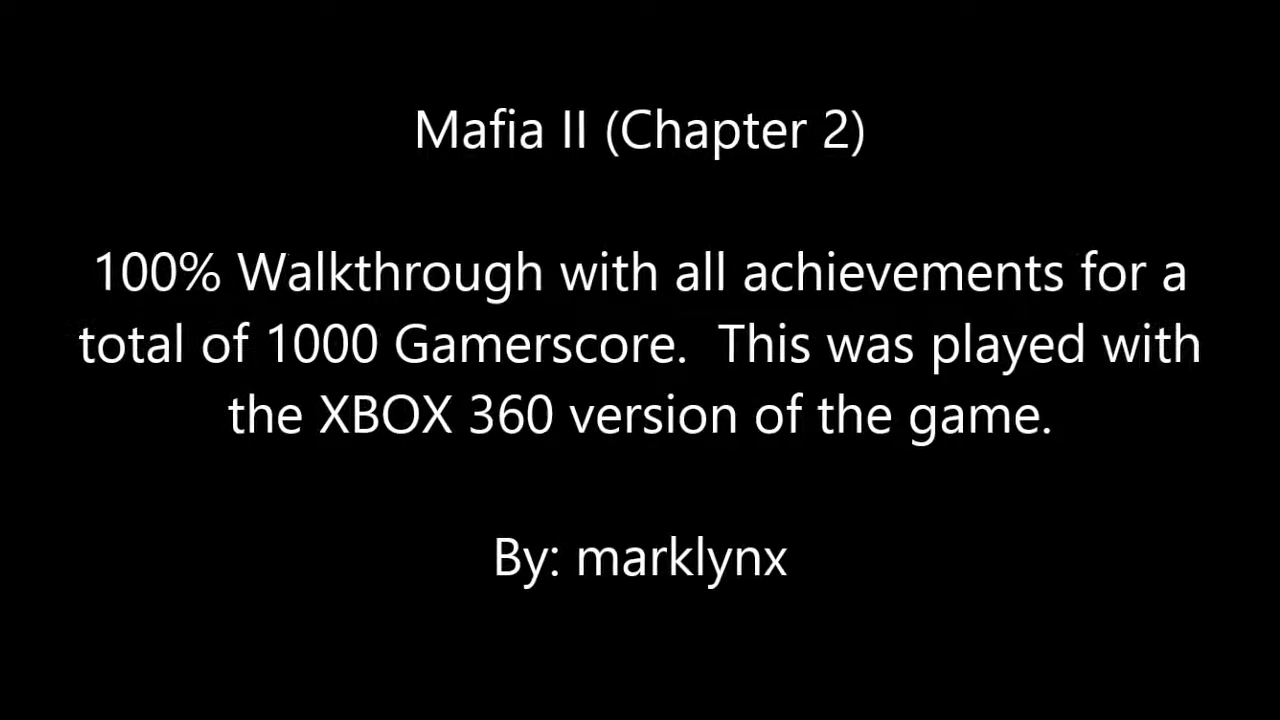 Mafia II (Chapter 2)
100% Walkthrough with all achievements for a
total of 1000 Gamerscore.  This was played with
the XBOX 360 version of the game.
By: marklynx